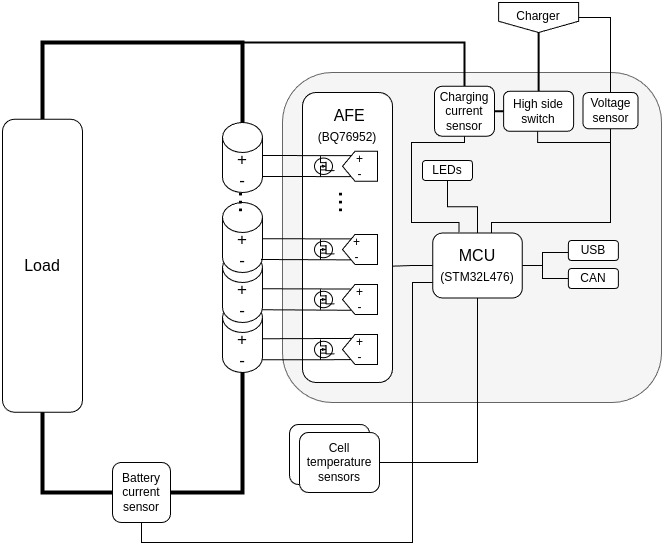 Charger
Charging
current
sensor
High side
switch
Voltage
sensor
AFE
(BQ76952)
LEDs
+
-
+
-
Load
+
-
+
-
MCU
(STM32L476)
USB
CAN
+
-
+
-
+
-
+
-
Cell
temperature
sensors
Battery
current
sensor